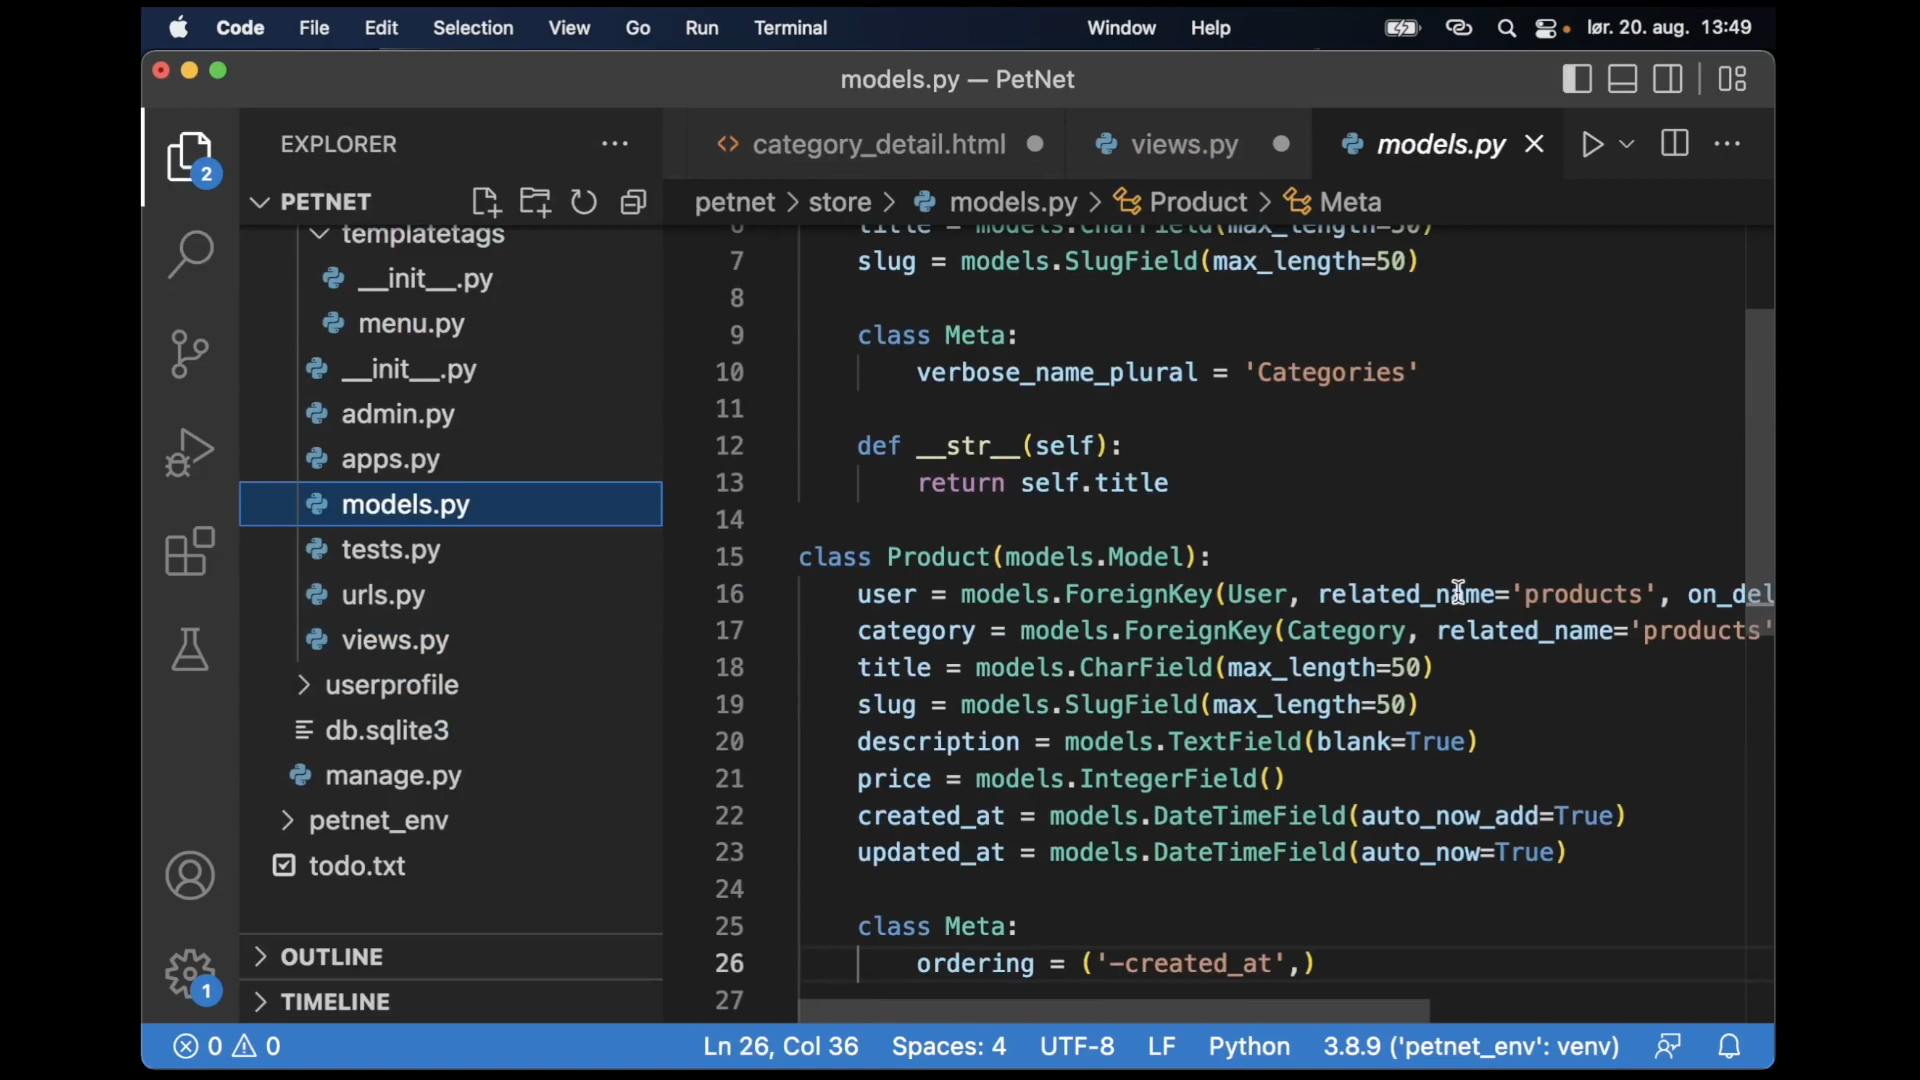 Code File Edit Selection View Go Run Terminal Window Help lør. 20. aug. 13:49
models.py — PetNet
EXPLORER
category_detail.html
views.py
models.py
PETNET
petnet > store > models.py > Product > Meta
templatetags
__init__.py
menu.py
__init__.py
admin.py
apps.py
models.py
tests.py
urls.py
views.py
userprofile
db.sqlite3
manage.py
petnet_env
todo.txt
OUTLINE
TIMELINE
2
1
6 title = models.CharField(max_length=50)
7 slug = models.SlugField(max_length=50)
8
9 class Meta:
10 verbose_name_plural = 'Categories'
11
12 def __str__(self):
13 return self.title
14
15 class Product(models.Model):
16 user = models.ForeignKey(User, related_name='products', on_del
17 category = models.ForeignKey(Category, related_name='products'
18 title = models.CharField(max_length=50)
19 slug = models.SlugField(max_length=50)
20 description = models.TextField(blank=True)
21 price = models.IntegerField()
22 created_at = models.DateTimeField(auto_now_add=True)
23 updated_at = models.DateTimeField(auto_now=True)
24
25 class Meta:
26 ordering = ('-created_at',)
27
0 0 Ln 26, Col 36 Spaces: 4 UTF-8 LF Python 3.8.9 ('petnet_env': venv)